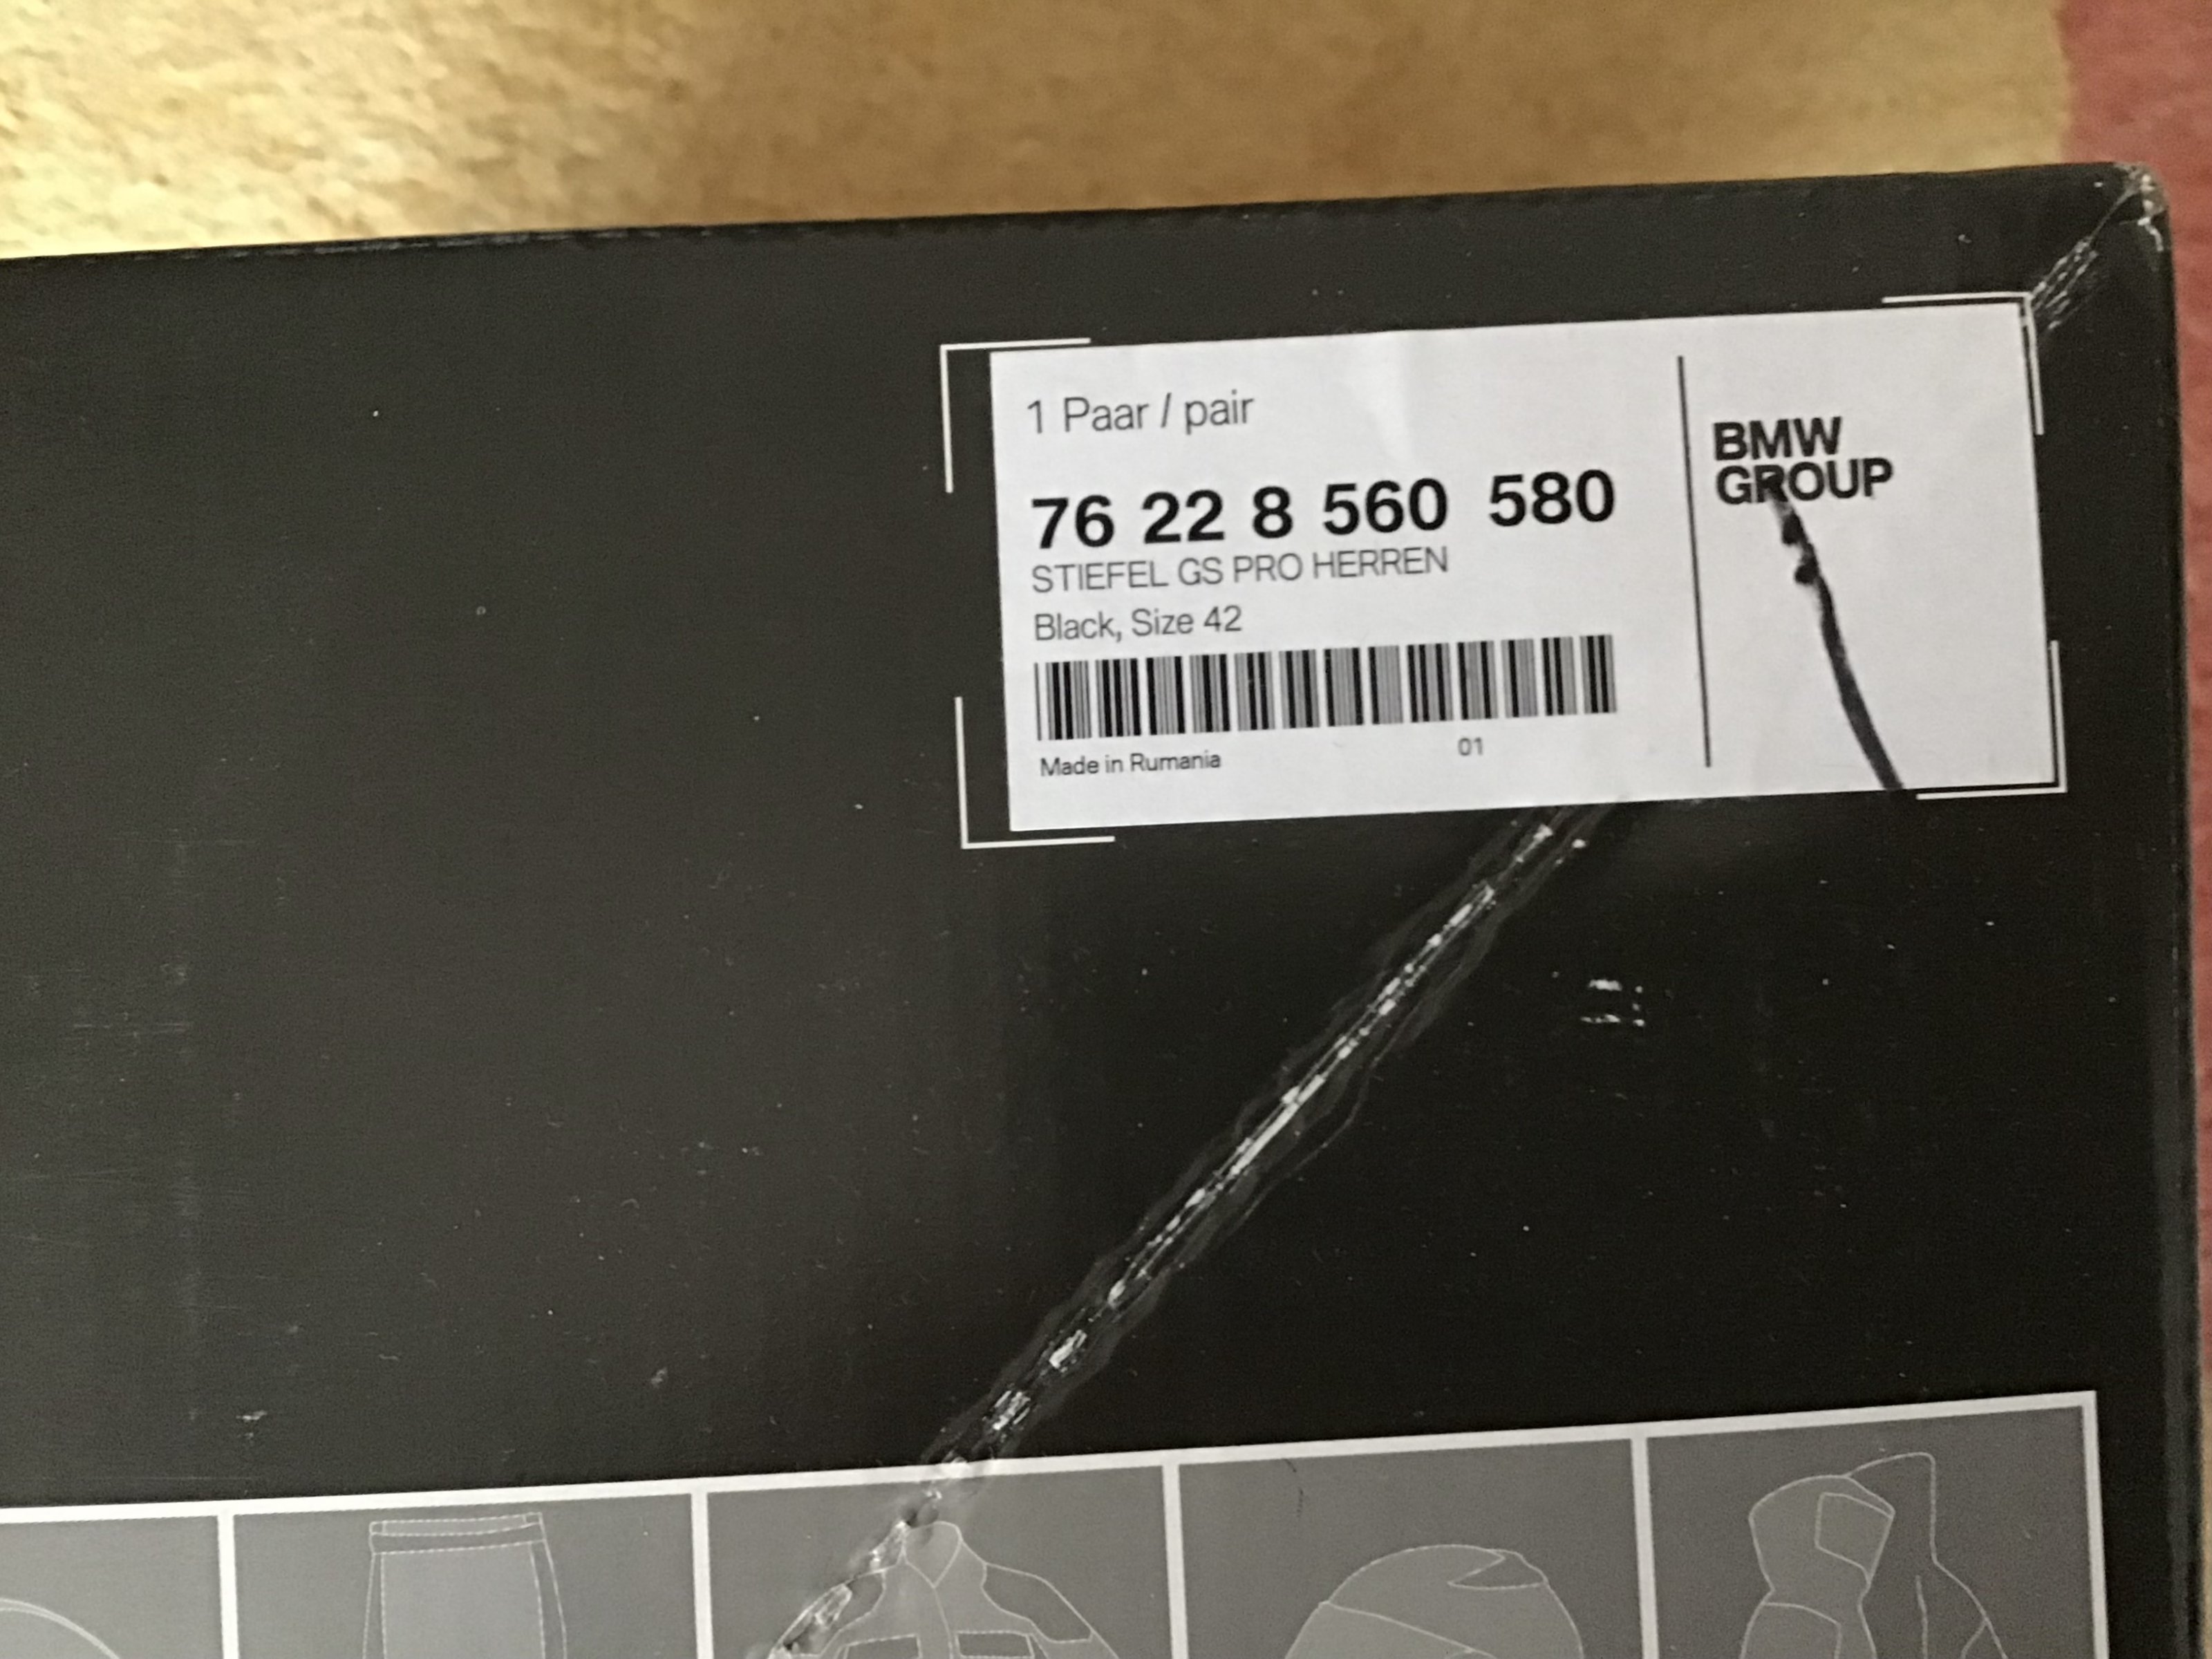 1 Paar / pair
76 22 8 560 580
STIEFEL GS PRO HERREN
Black, Size 42
Made in Rumania
01
BMW
GROUP